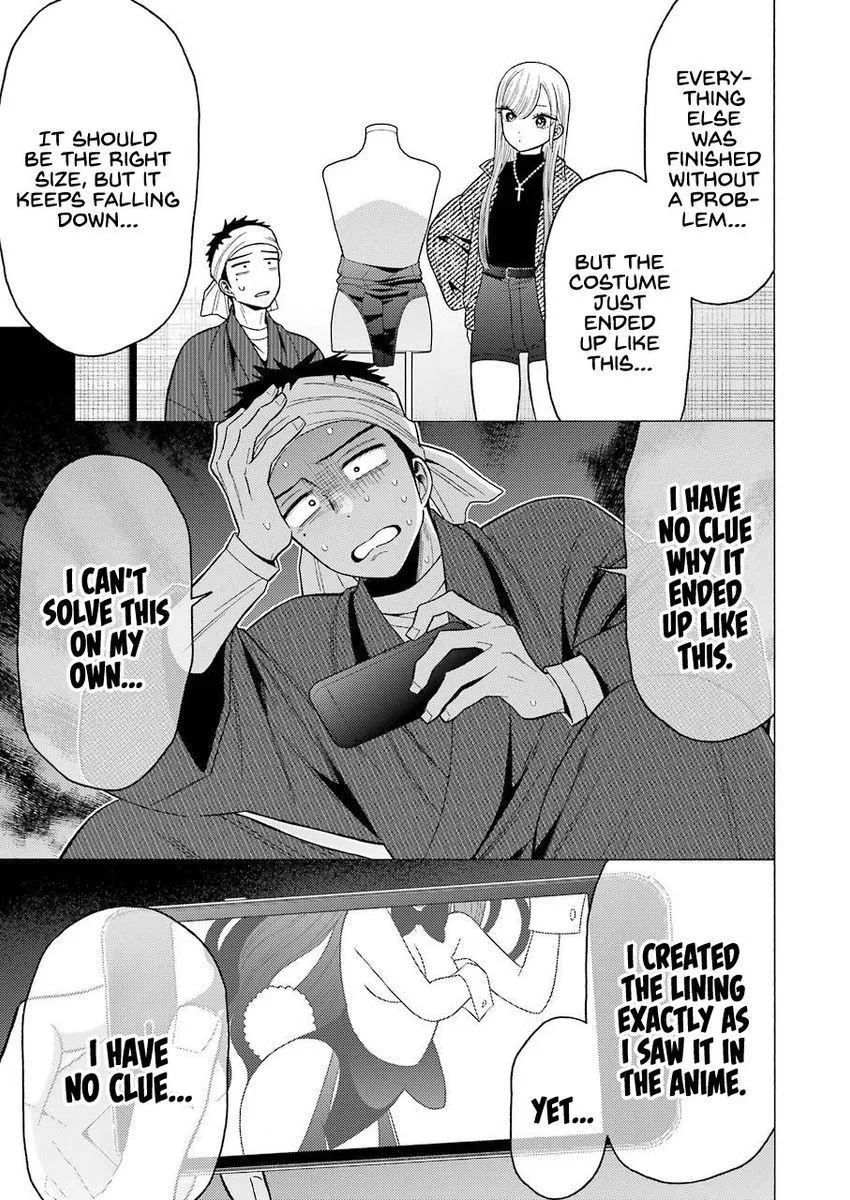 EVERY-
THING
ELSE
WAS
FINISHED
WITHOUT
A PROB-
LEM...
BUT THE
COSTUME
JUST
ENDED
UP LIKE
THIS...
IT SHOULD
BE THE RIGHT
SIZE, BUT IT
KEEPS FALLING
DOWN...
I HAVE
NO CLUE
WHY IT
ENDED
UP LIKE
THIS.
I CAN'T
SOLVE THIS
ON MY
OWN...
I CREATED
THE LINING
EXACTLY AS
I SAW IT IN
THE ANIME.
YET...
I HAVE
NO CLUE...